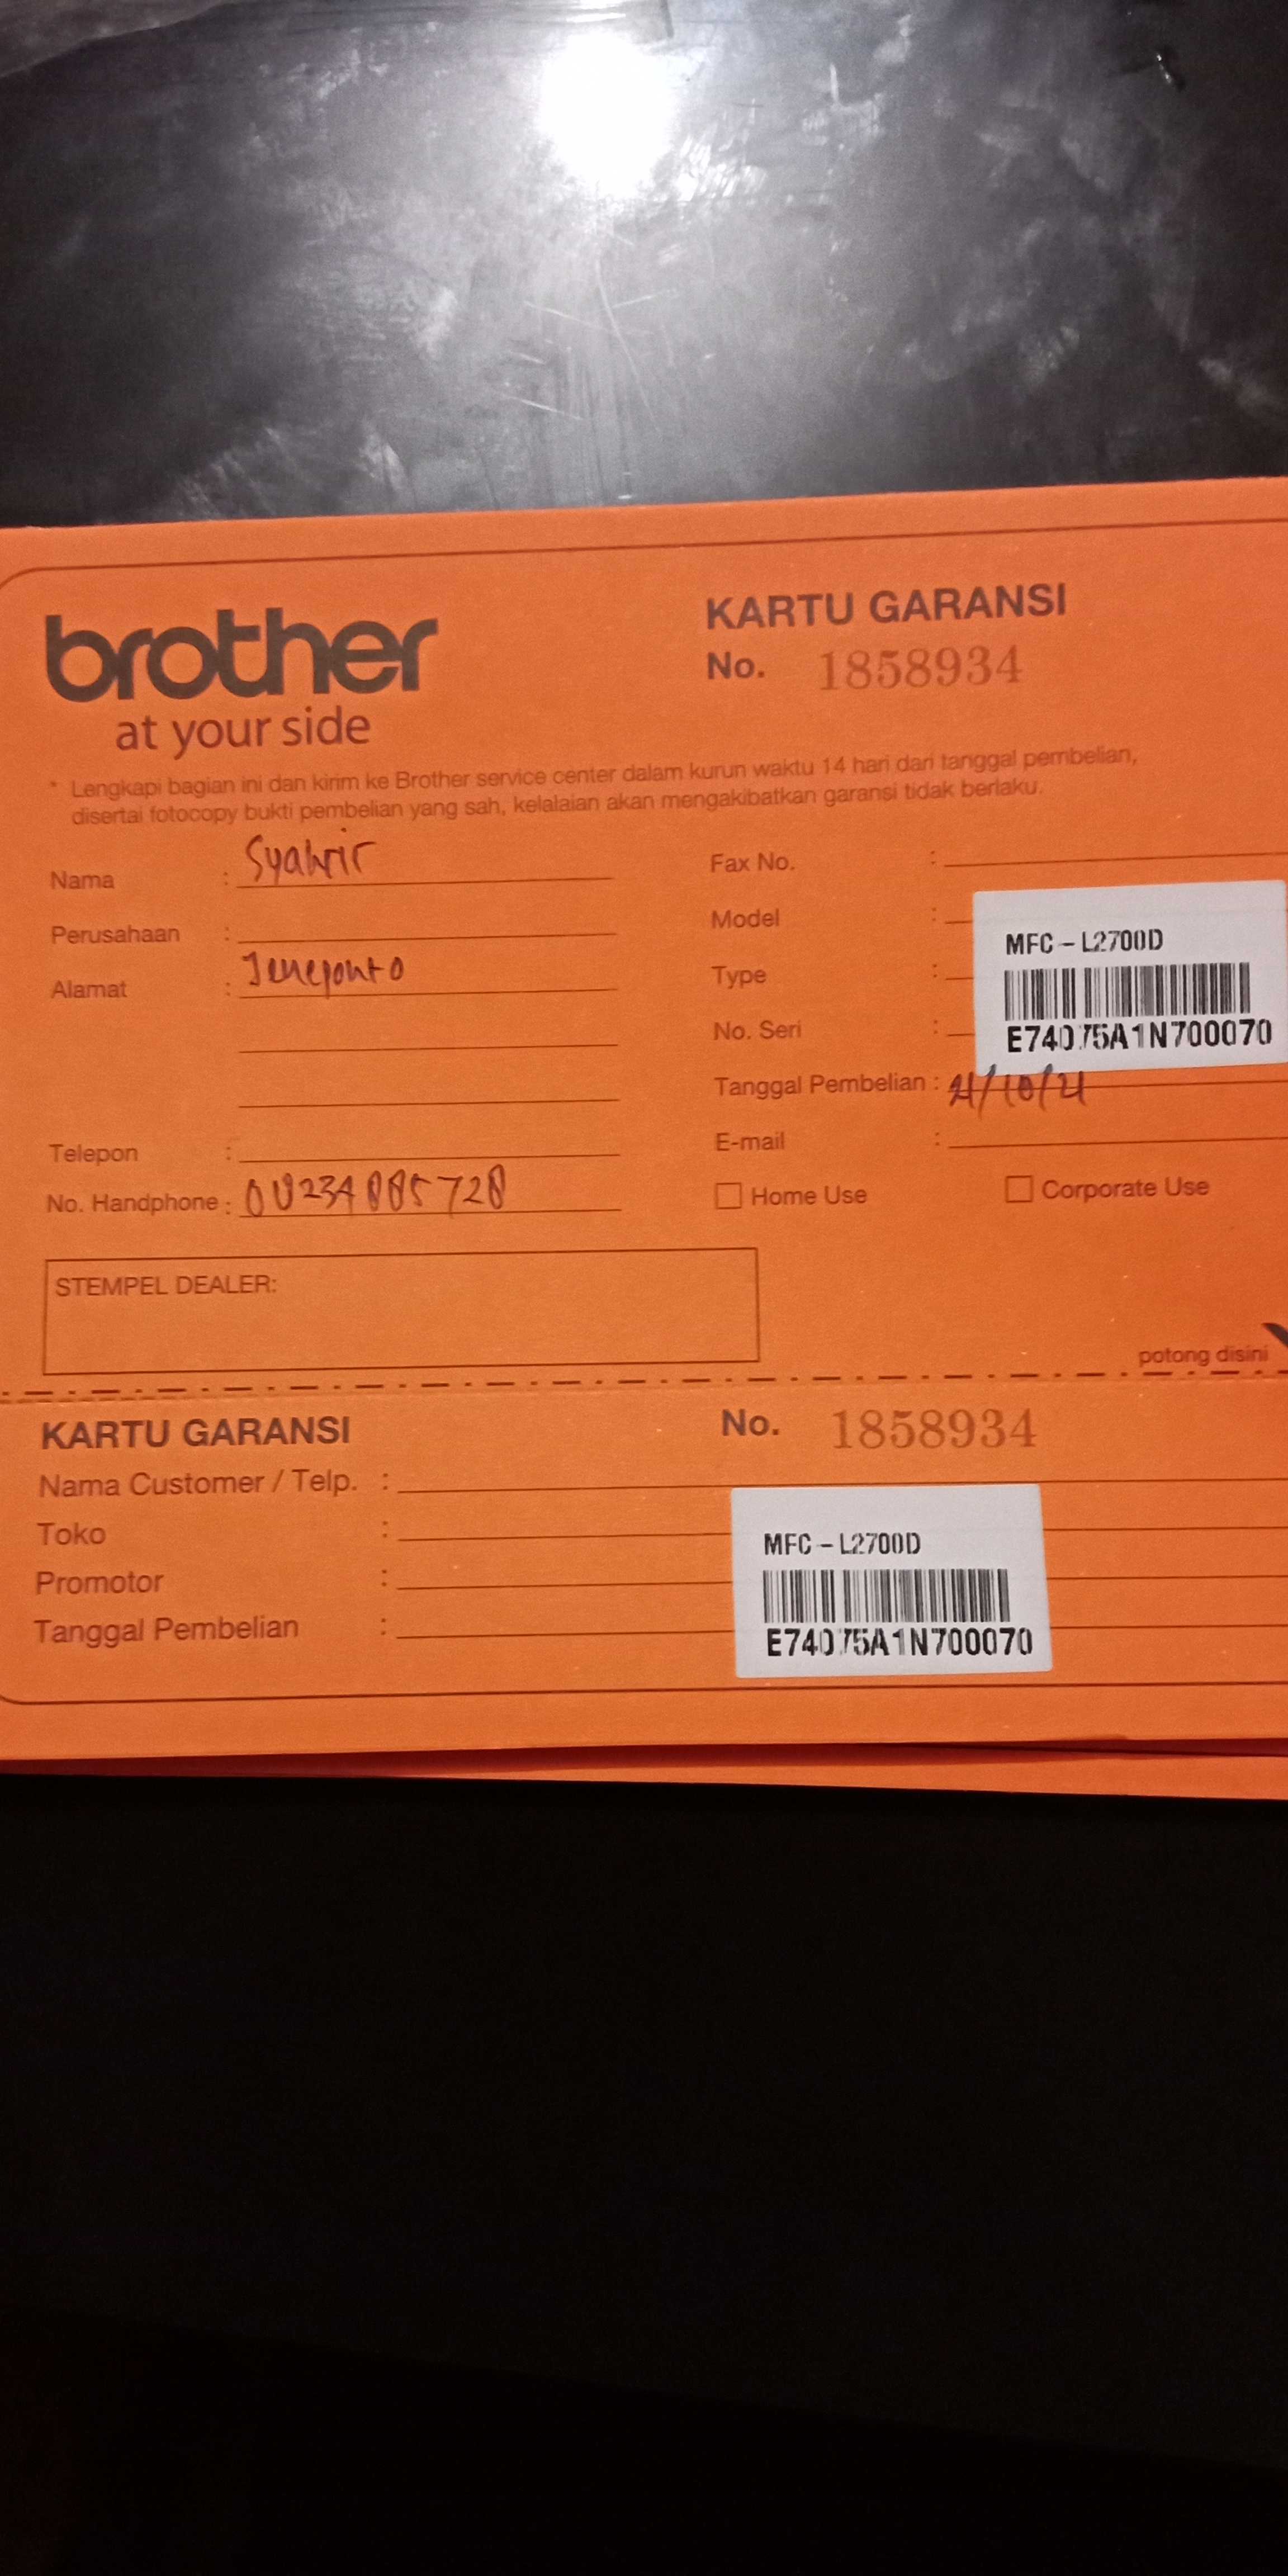 brother
at your side
KARTU GARANSI
No. 1858934
* Lengkapi bagian ini dan kirim ke Brother service center dalam kurun waktu 14 hari dari tanggal pembelian,
disertai fotocopy bukti pembelian yang sah, kelalaian akan mengakibatkan garansi tidak berlaku.
Nama : Syahrir
Perusahaan :
Alamat : Jeneponto
Telepon :
No. Handphone :
Fax No. :
Model :
Type :
No. Seri :
MFC-L2700D
E74075A1N700070
Tanggal Pembelian :
E-mail :
Home Use
Corporate Use
STEMPEL DEALER:
potong disini
KARTU GARANSI
No. 1858934
Nama Customer / Telp. :
Toko :
Promotor :
Tanggal Pembelian :
MFC-L2700D
E74075A1N700070